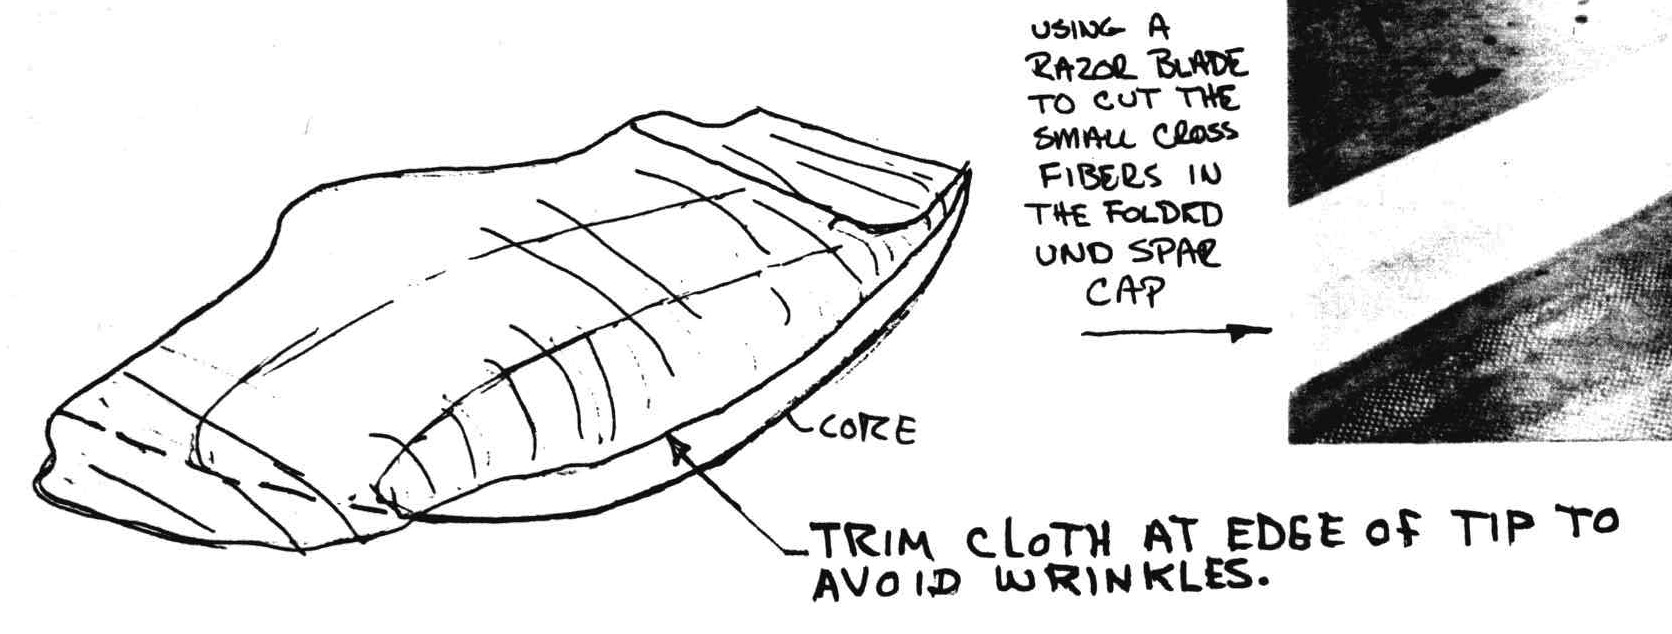 USING A
RAZOR BLADE
TO CUT THE
SMALL CROSS
FIBERS IN
THE FOLDED
UND SPAR
CAP
CORE
TRIM CLOTH AT EDGE OF TIP TO
AVOID WRINKLES.